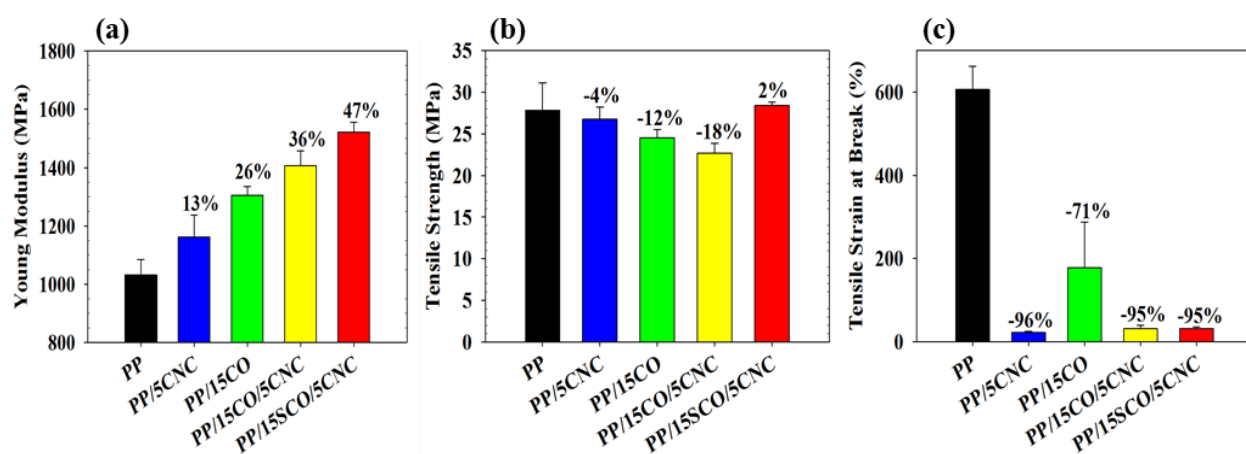 (a)
Young Modulus (MPa)
1800
1600
1400
1200
1000
800
13%
26%
36%
47%
PP
PP/5CNC
PP/15CO
PP/15CO/5CNC
PP/15SCO/5CNC
(b)
Tensile Strength (MPa)
35
30
25
20
15
10
5
0
-4%
-12%
-18%
2%
PP
PP/5CNC
PP/15CO
PP/15CO/5CNC
PP/15SCO/5CNC
(c)
Tensile Strain at Break (%)
600
400
200
0
-96%
-71%
-95%
-95%
PP
PP/5CNC
PP/15CO
PP/15CO/5CNC
PP/15SCO/5CNC